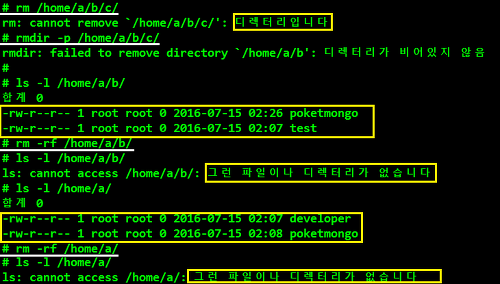 # rm /home/a/b/c/
rm: cannot remove `/home/a/b/c/': 디렉터리입니다
# rmdir -p /home/a/b/c/
rmdir: failed to remove directory `/home/a/b': 디렉터리가 비어있지 않음
#
# ls -l /home/a/b/
합계 0
-rw-r--r-- 1 root root 0 2016-07-15 02:26 poketmongo
-rw-r--r-- 1 root root 0 2016-07-15 02:07 test
# rm -rf /home/a/b/
# ls -l /home/a/b/
ls: cannot access /home/a/b/: 그런 파일이나 디렉터리가 없습니다
# ls -l /home/a/
합계 0
-rw-r--r-- 1 root root 0 2016-07-15 02:07 developer
-rw-r--r-- 1 root root 0 2016-07-15 02:08 poketmongo
# rm -rf /home/a/
# ls -l /home/a/
ls: cannot access /home/a/: 그런 파일이나 디렉터리가 없습니다